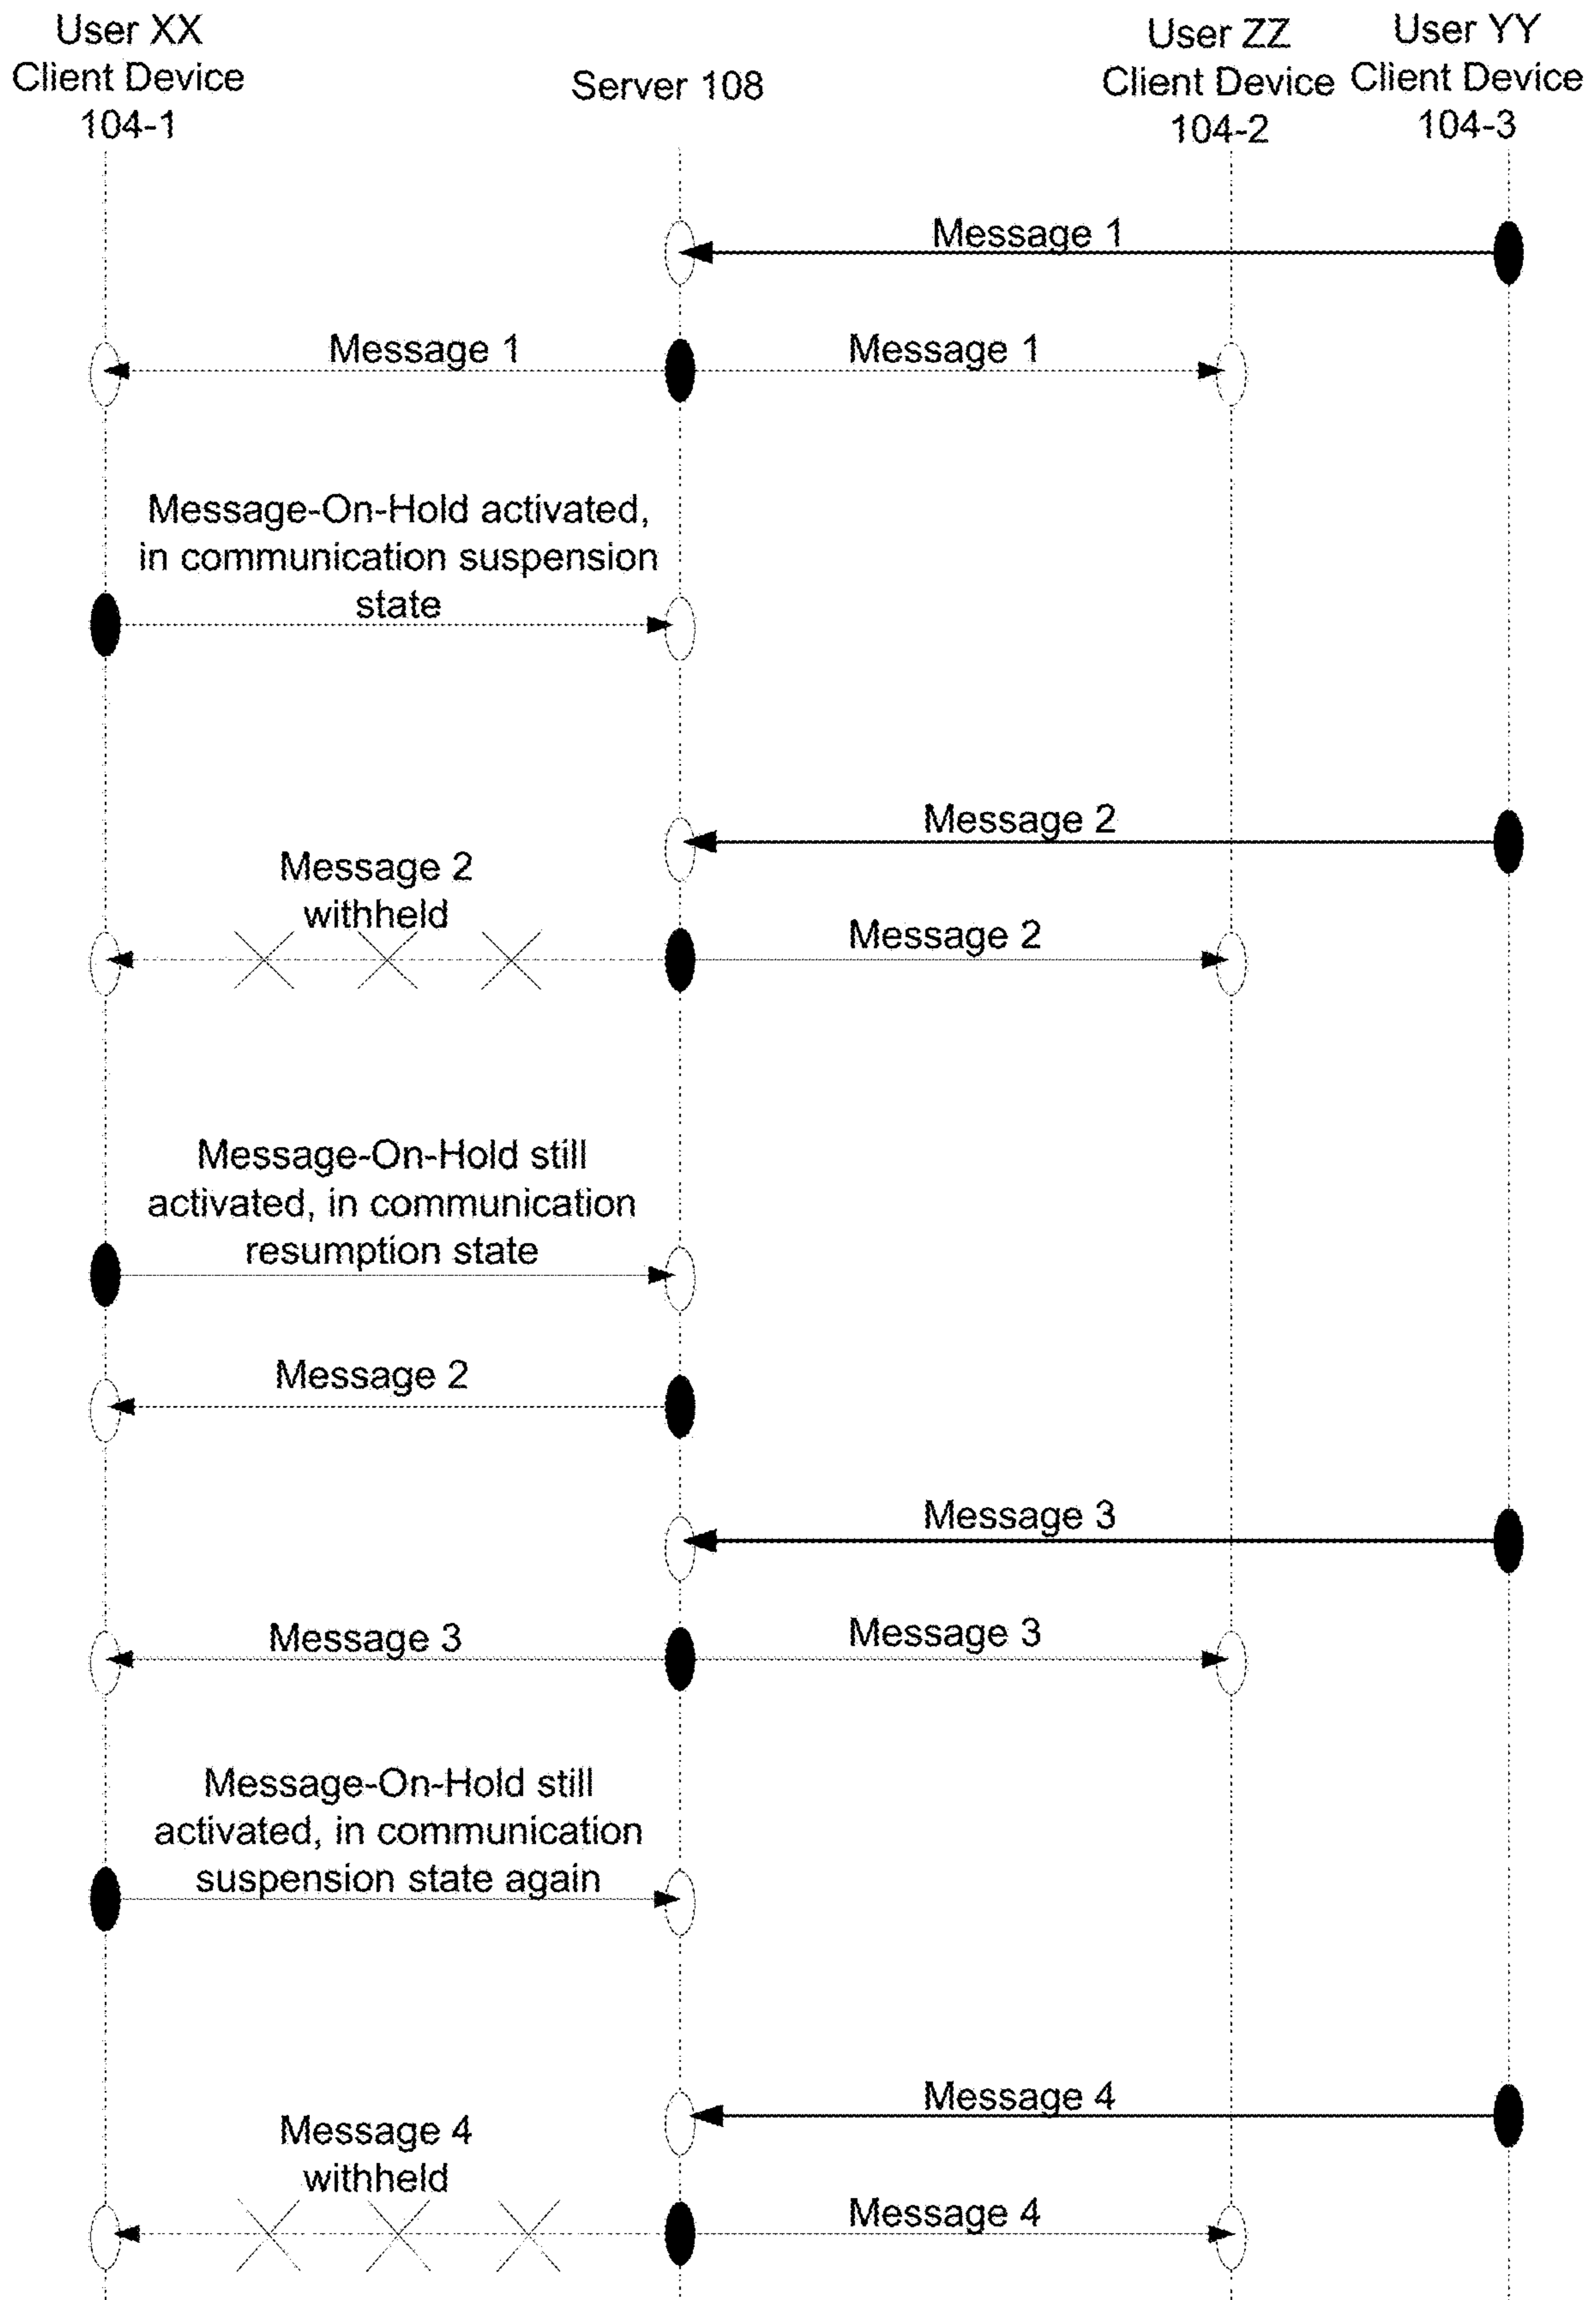 User XX
Client Device
104-1
Server 108
User ZZ
Client Device
104-2
User YY
Client Device
104-3
Message 1
Message 1
Message 1
Message-On-Hold activated,
in communication suspension
state
Message 2
Message 2
withheld
Message 2
Message-On-Hold still
activated, in communication
resumption state
Message 2
Message 3
Message 3
Message 3
Message-On-Hold still
activated, in communication
suspension state again
Message 4
Message 4
withheld
Message 4